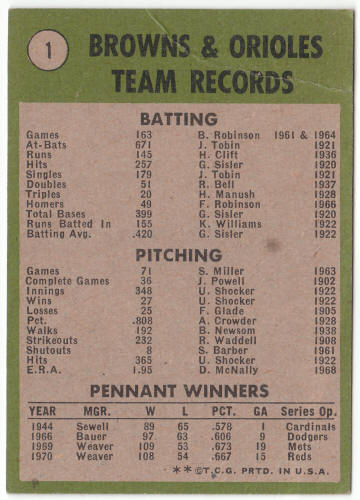 1
BROWNS & ORIOLES
TEAM RECORDS
BATTING
Games 163 B. Robinson 1961 & 1964
At-Bats 671 J. Tobin 1921
Runs 145 H. Clift 1936
Hits 257 G. Sisler 1920
Singles 179 J. Tobin 1921
Doubles 51 R. Bell 1937
Triples 20 H. Manush 1928
Homers 49 F. Robinson 1966
Total Bases 399 G. Sisler 1920
Runs Batted In 155 K. Williams 1922
Batting Avg. .420 G. Sisler 1922
PITCHING
Games 71 S. Miller 1963
Complete Games 36 J. Powell 1902
Innings 348 U. Shocker 1922
Wins 27 U. Shocker 1922
Losses 25 F. Glade 1905
Pct. .808 A. Crowder 1928
Walks 192 B. Newsom 1938
Strikeouts 232 R. Waddell 1908
Shutouts 8 S. Barber 1961
Hits 365 U. Shocker 1922
E.R.A. 1.95 D. McNally 1968
PENNANT WINNERS
YEAR MGR. W L PCT. GA Series Op.
1944 Sewell 89 65 .578 1 Cardinals
1966 Bauer 97 63 .606 9 Dodgers
1969 Weaver 109 53 .673 19 Mets
1970 Weaver 108 54 .667 15 Reds
**©T.C.G. PRTD. IN U.S.A.